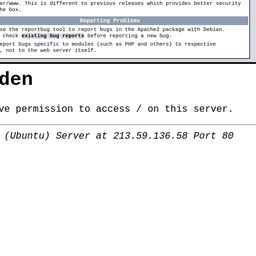 ar/www. This is different to previous releases which provides better security
he box.
Reporting Problems
se the reportbug tool to report bugs in the Apache2 package with Debian.
check existing bug reports before reporting a new bug.
eport bugs specific to modules (such as PHP and others) to respective
, not to the web server itself.
den
ve permission to access / on this server.
(Ubuntu) Server at 213.59.136.58 Port 80